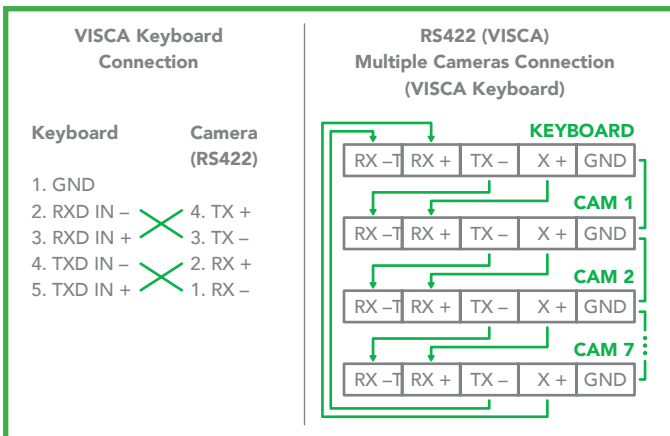 VISCA Keyboard
Connection
Keyboard
Camera
(RS422)
1. GND
2. RXD IN –
4. TX +
3. RXD IN +
3. TX –
4. TXD IN –
2. RX +
5. TXD IN +
1. RX –
RS422 (VISCA)
Multiple Cameras Connection
(VISCA Keyboard)
KEYBOARD
RX –T RX + TX – X + GND
CAM 1
RX –T RX + TX – X + GND
CAM 2
RX –T RX + TX – X + GND
CAM 7
RX –T RX + TX – X + GND